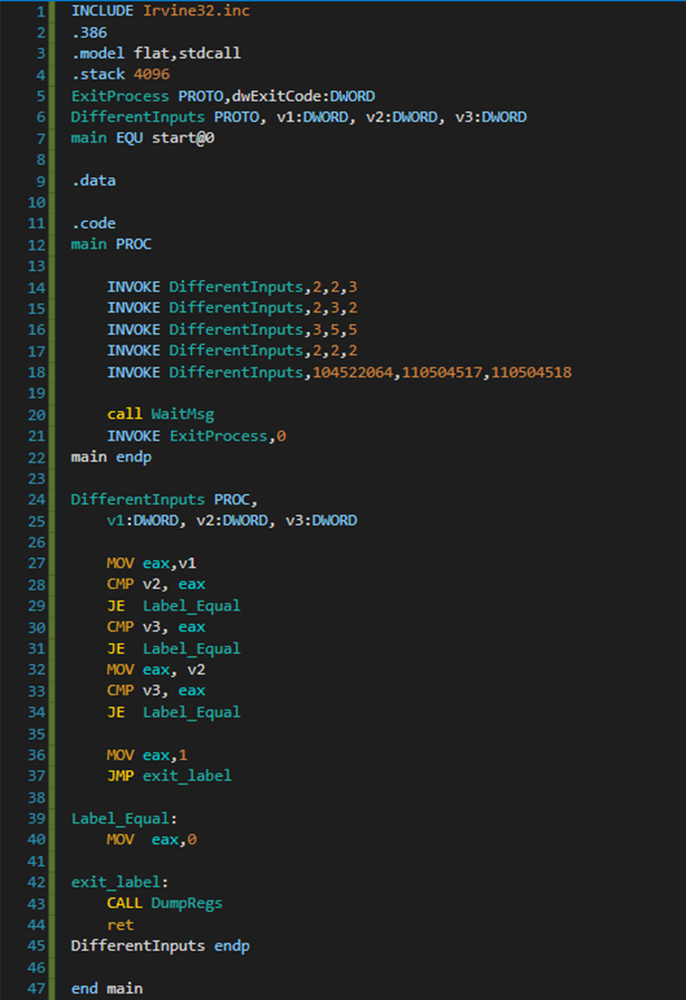 1 INCLUDE Irvine32.inc
2 .386
3 .model flat,stdcall
4 .stack 4096
5 ExitProcess PROTO,dwExitCode:DWORD
6 DifferentInputs PROTO, v1:DWORD, v2:DWORD, v3:DWORD
7 main EQU start@0
8
9 .data
10
11 .code
12 main PROC
13
14     INVOKE DifferentInputs,2,2,3
15     INVOKE DifferentInputs,2,3,2
16     INVOKE DifferentInputs,3,5,5
17     INVOKE DifferentInputs,2,2,2
18     INVOKE DifferentInputs,104522064,110504517,110504518
19
20     call WaitMsg
21     INVOKE ExitProcess,0
22 main endp
23
24 DifferentInputs PROC,
25     v1:DWORD, v2:DWORD, v3:DWORD
26
27     MOV eax,v1
28     CMP v2, eax
29     JE  Label_Equal
30     CMP v3, eax
31     JE  Label_Equal
32     MOV eax, v2
33     CMP v3, eax
34     JE  Label_Equal
35
36     MOV eax,1
37     JMP exit_label
38
39 Label_Equal:
40     MOV  eax,0
41
42 exit_label:
43     CALL DumpRegs
44     ret
45 DifferentInputs endp
46
47 end main